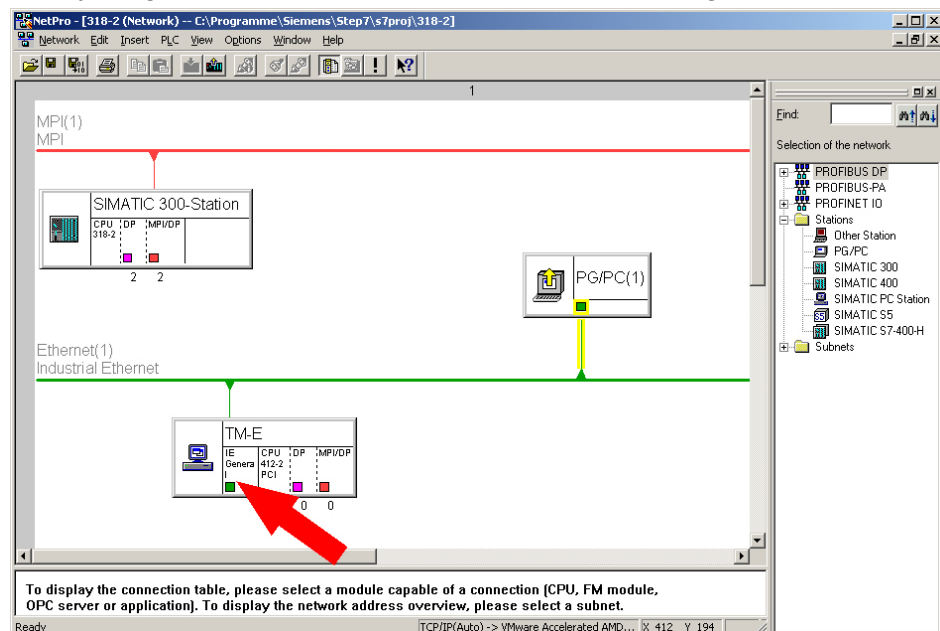 NetPro - [318-2 (Network) -- C:\Programme\Siemens\Step7\s7proj\318-2]
Network Edit Insert PLC View Options Window Help
1
MPI(1)
MPI
SIMATIC 300-Station
CPU 318-2 DP MPI/DP
2 2
PG/PC(1)
Ethernet(1)
Industrial Ethernet
TM-E
IE General CPU 412-2 PCI DP MPI/DP
0 0
To display the connection table, please select a module capable of a connection (CPU, FM module,
OPC server or application). To display the network address overview, please select a subnet.
Ready
TCP/IP(Auto) -> VMware Accelerated AMD... X 412 Y 194
Find:
Selection of the network
PROFIBUS DP
PROFIBUS-PA
PROFINET IO
Stations
Other Station
PG/PC
SIMATIC 300
SIMATIC 400
SIMATIC PC Station
SIMATIC S5
SIMATIC S7-400-H
Subnets